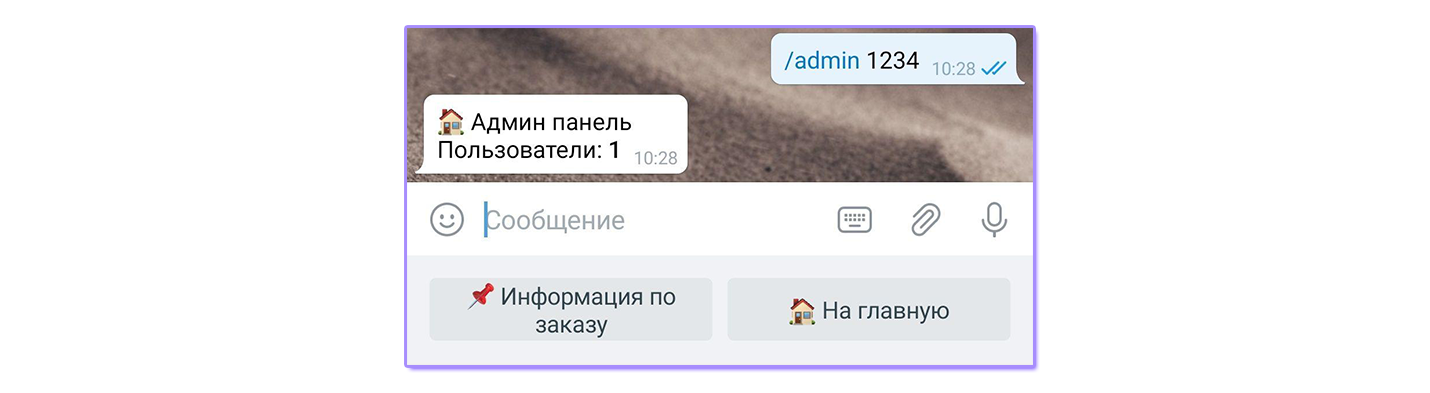 /admin 1234 10:28
🏠 Админ панель
Пользователи: 1 10:28
Сообщение
📌 Информация по
заказу
🏠 На главную